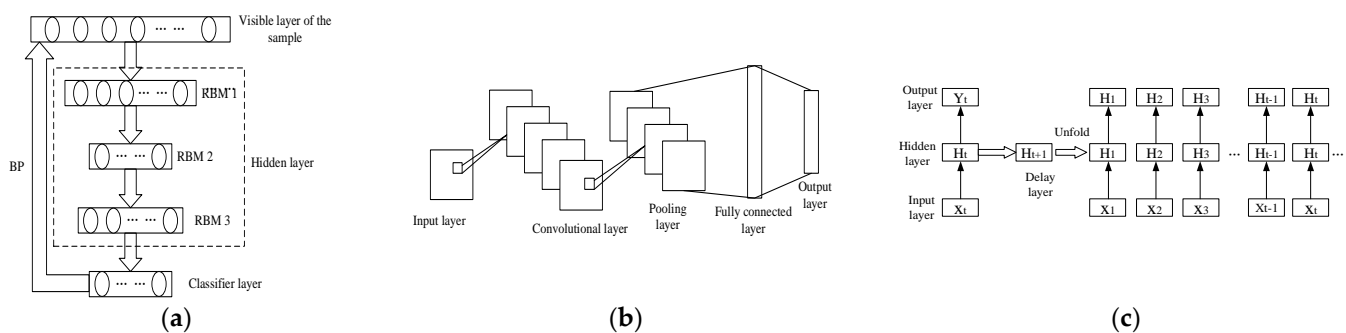 Visible layer of the
sample
RBM 1
RBM 2
Hidden layer
BP
RBM 3
Classifier layer
(a)
Input layer
Convolutional layer
Pooling
layer
Fully connected
layer
Output
layer
(b)
Output
layer
Yt
H1 H2 H3 Ht-1 Ht
Unfold
Hidden
layer
Ht Ht+1 H1 H2 H3 ... Ht-1 Ht ...
Delay
layer
Input
layer
Xt X1 X2 X3 Xt-1 Xt
(c)